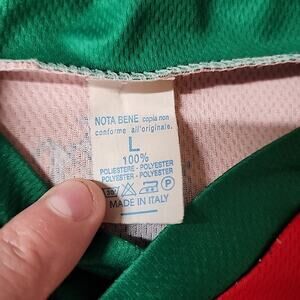 NOTA BENE copia non
conforme all'originale.
L
100%
POLIESTERE - POLYESTER
POLYESTER - POLYESTER
P
MADE IN ITALY